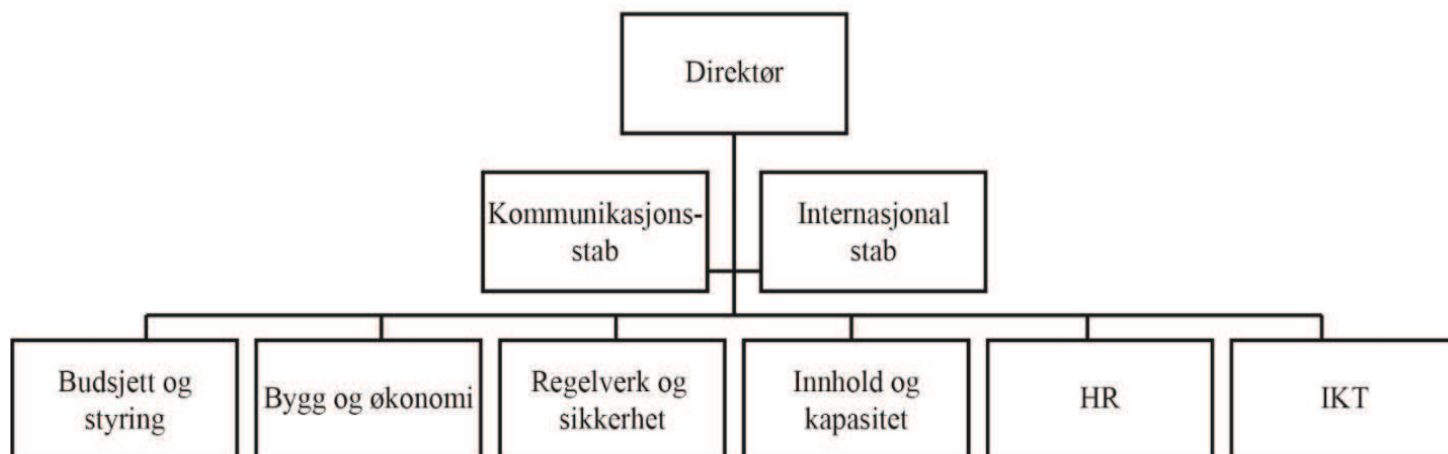 Direktør
Kommunikasjons-
stab
Internasjonal
stab
Budsjett og
styring
Bygg og økonomi
Regelverk og
sikkerhet
Innhold og
kapasitet
HR
IKT